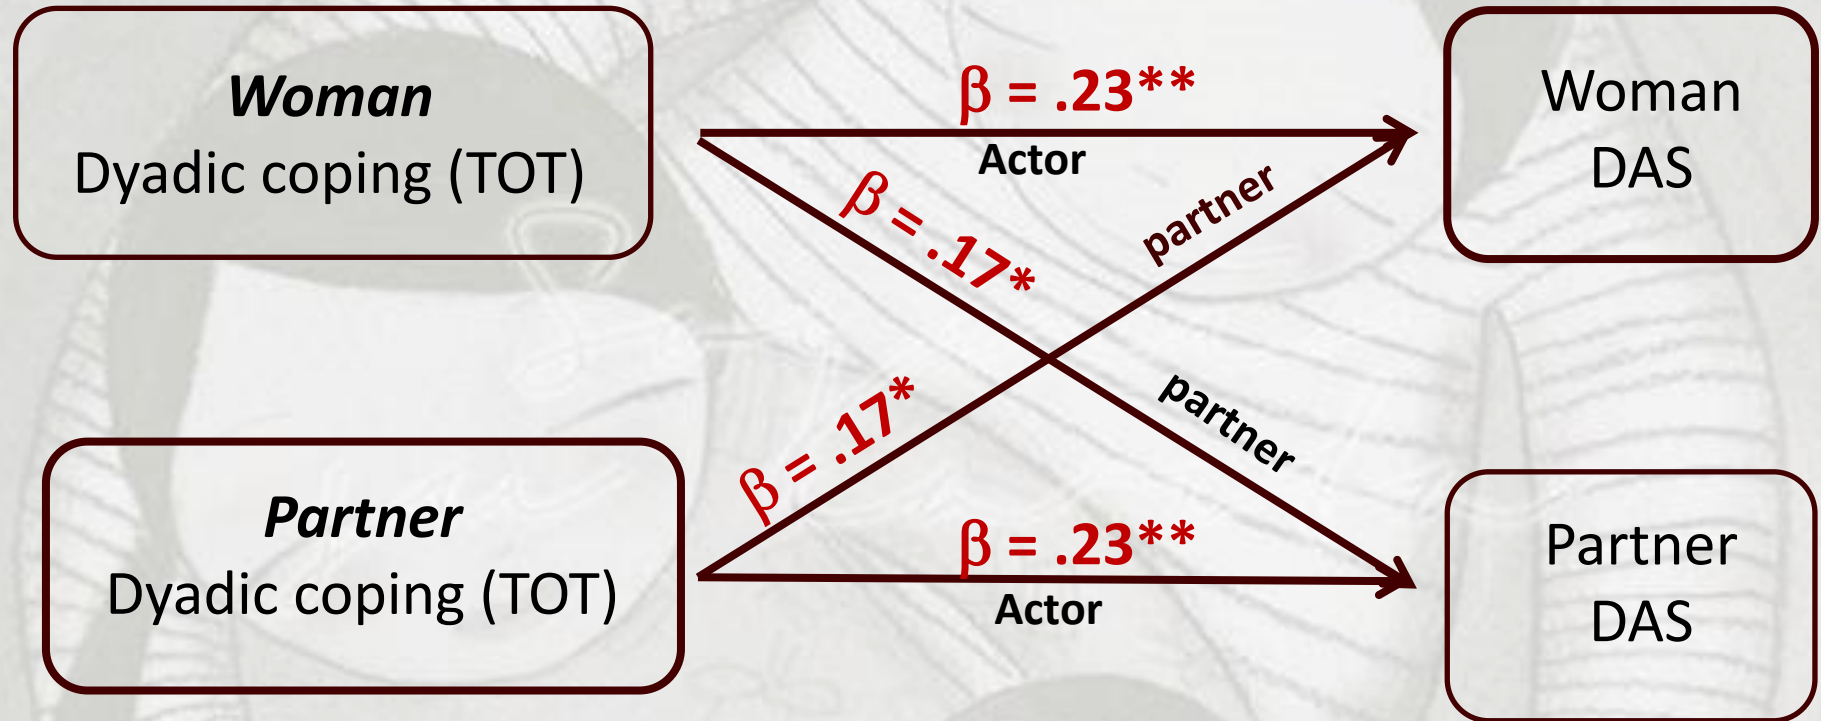 Woman
Dyadic coping (TOT)
β = .23**
Actor
Woman
DAS
β = .17*
partner
β = .17*
partner
Partner
Dyadic coping (TOT)
β = .23**
Actor
Partner
DAS